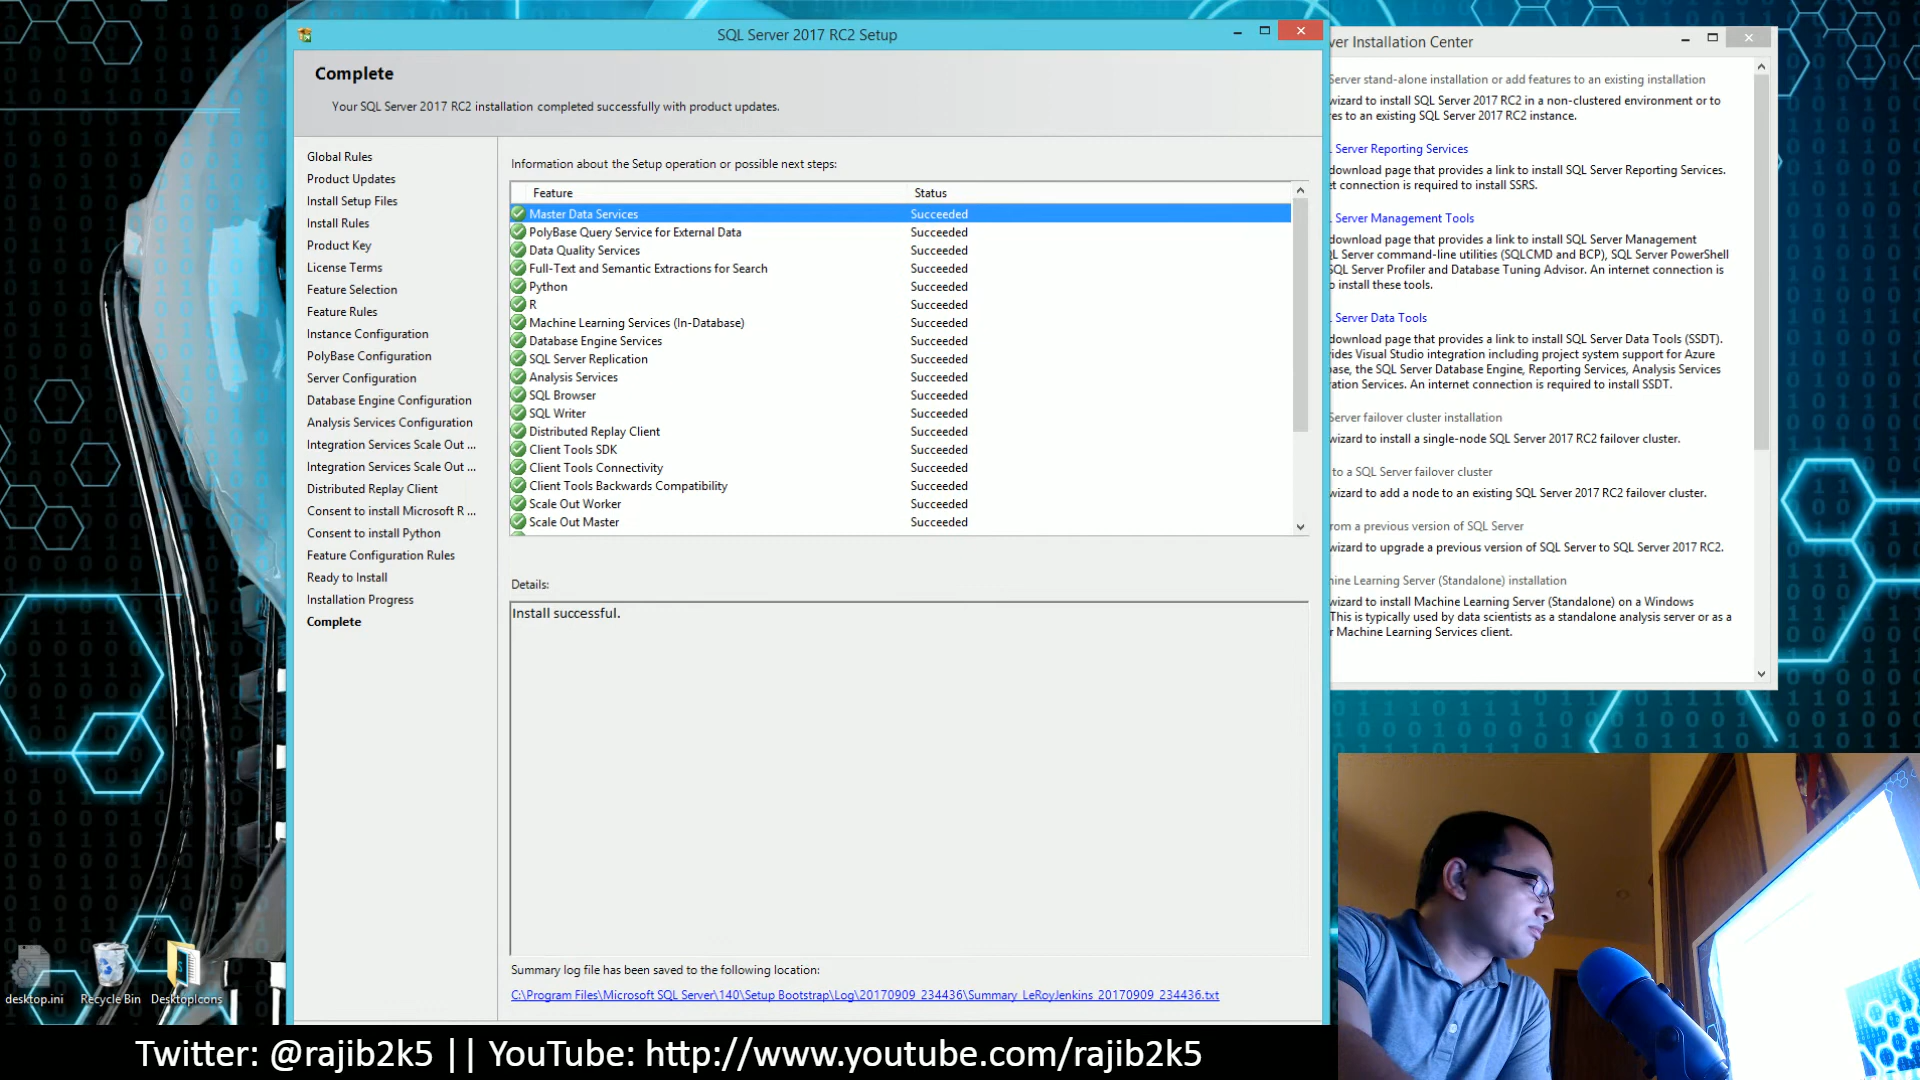 SQL Server 2017 RC2 Setup
Complete
Your SQL Server 2017 RC2 installation completed successfully with product updates.
Global Rules
Product Updates
Install Setup Files
Install Rules
Product Key
License Terms
Feature Selection
Feature Rules
Instance Configuration
PolyBase Configuration
Server Configuration
Database Engine Configuration
Analysis Services Configuration
Integration Services Scale Out ...
Integration Services Scale Out ...
Distributed Replay Client
Consent to install Microsoft R ...
Consent to install Python
Feature Configuration Rules
Ready to Install
Installation Progress
Complete
Information about the Setup operation or possible next steps:
Feature Status
Master Data Services Succeeded
PolyBase Query Service for External Data Succeeded
Data Quality Services Succeeded
Full-Text and Semantic Extractions for Search Succeeded
Python Succeeded
R Succeeded
Machine Learning Services (In-Database) Succeeded
Database Engine Services Succeeded
SQL Server Replication Succeeded
Analysis Services Succeeded
SQL Browser Succeeded
SQL Writer Succeeded
Distributed Replay Client Succeeded
Client Tools SDK Succeeded
Client Tools Connectivity Succeeded
Client Tools Backwards Compatibility Succeeded
Scale Out Worker Succeeded
Scale Out Master Succeeded
Details:
Install successful.
Summary log file has been saved to the following location:
C:\Program Files\Microsoft SQL Server\140\Setup Bootstrap\Log\20170909_234436\Summary_LeRoyJenkins_20170909_234436.txt
ver Installation Center
Server stand-alone installation or add features to an existing installation
wizard to install SQL Server 2017 RC2 in a non-clustered environment or to
es to an existing SQL Server 2017 RC2 instance.
Server Reporting Services
download page that provides a link to install SQL Server Reporting Services.
t connection is required to install SSRS.
Server Management Tools
download page that provides a link to install SQL Server Management
L Server command-line utilities (SQLCMD and BCP), SQL Server PowerShell
SQL Server Profiler and Database Tuning Advisor. An internet connection is
install these tools.
Server Data Tools
download page that provides a link to install SQL Server Data Tools (SSDT).
ides Visual Studio integration including project system support for Azure
base, the SQL Server Database Engine, Reporting Services, Analysis Services
ration Services. An internet connection is required to install SSDT.
Server failover cluster installation
wizard to install a single-node SQL Server 2017 RC2 failover cluster.
to a SQL Server failover cluster
wizard to add a node to an existing SQL Server 2017 RC2 failover cluster.
rom a previous version of SQL Server
wizard to upgrade a previous version of SQL Server to SQL Server 2017 RC2.
hine Learning Server (Standalone) installation
wizard to install Machine Learning Server (Standalone) on a Windows
This is typically used by data scientists as a standalone analysis server or as a
r Machine Learning Services client.
desktop.ini
Recycle Bin
DesktopIcons
Twitter: @rajib2k5 || YouTube: http://www.youtube.com/rajib2k5